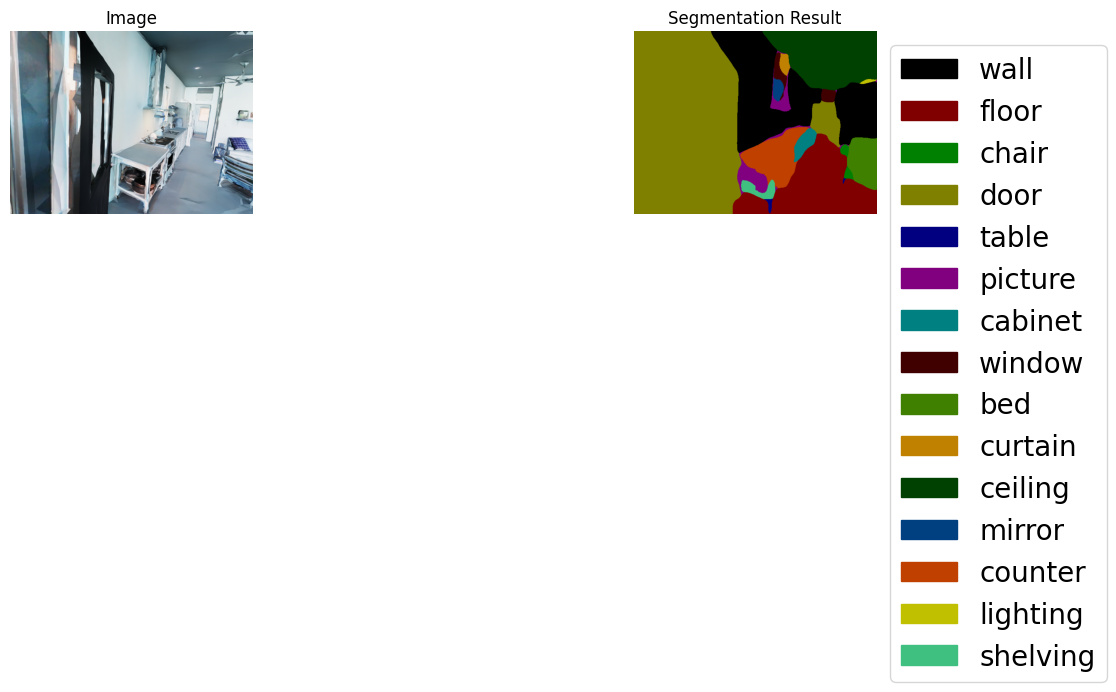 Image
Segmentation Result
wall
floor
chair
door
table
picture
cabinet
window
bed
curtain
ceiling
mirror
counter
lighting
shelving